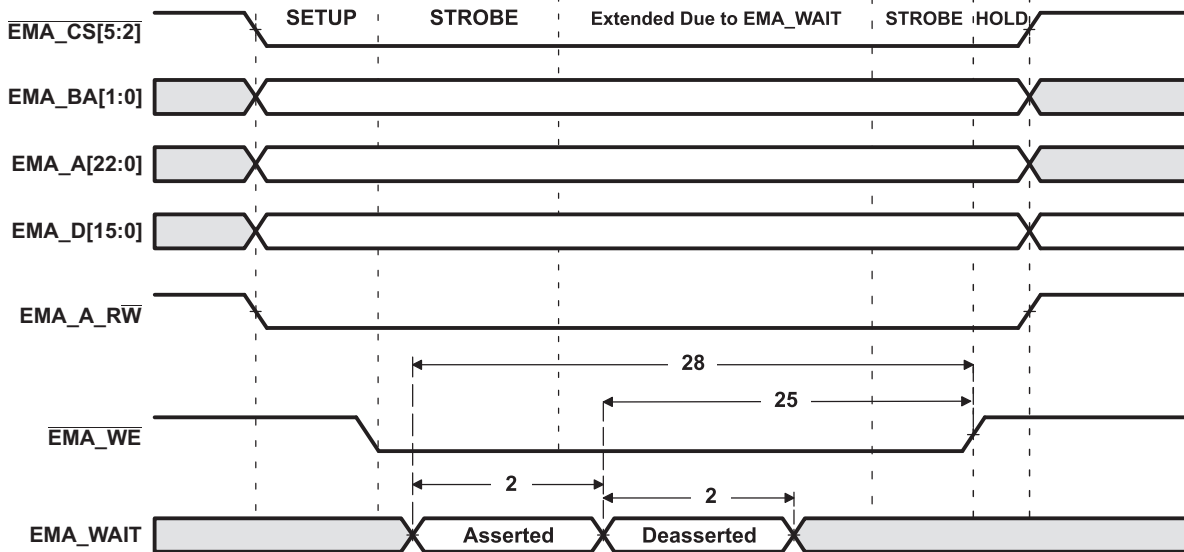 SETUP STROBE Extended Due to EMA_WAIT STROBE HOLD
EMA_CS[5:2]
EMA_BA[1:0]
EMA_A[22:0]
EMA_D[15:0]
EMA_A_RW
28
25
EMA_WE
2
2
EMA_WAIT Asserted Deasserted